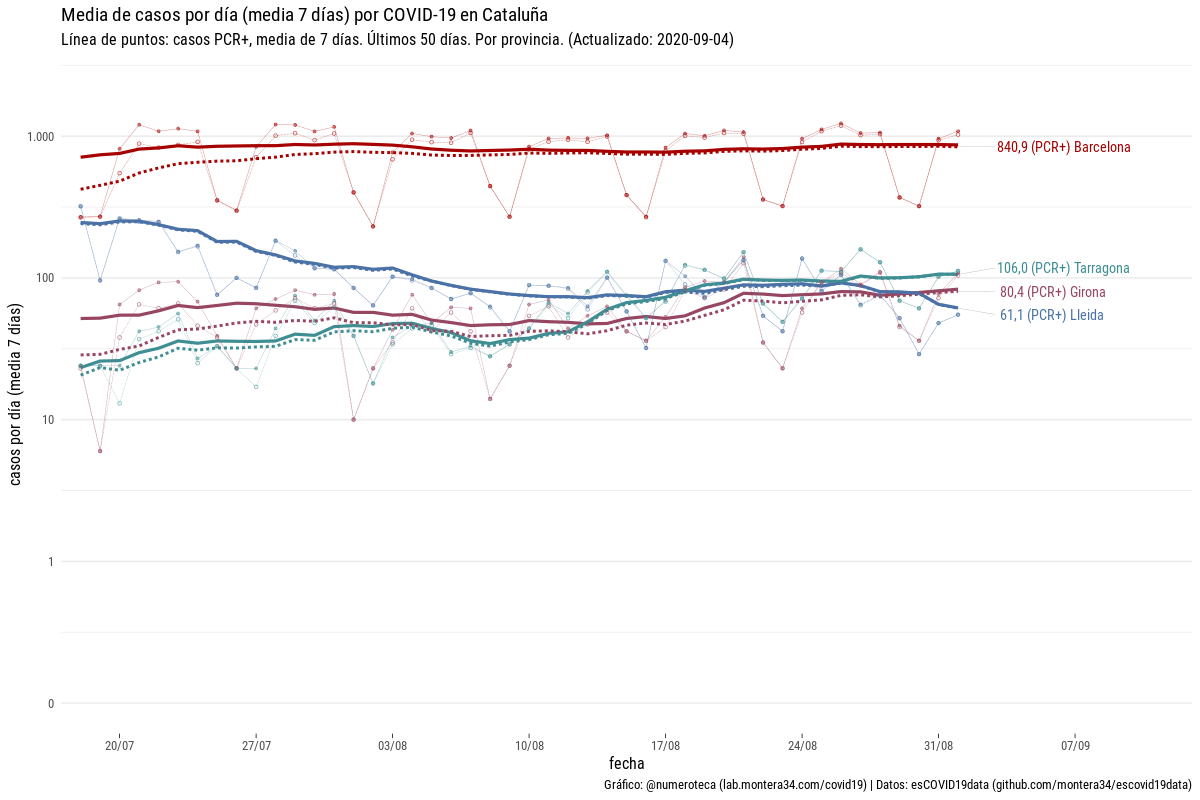 Media de casos por día (media 7 días) por COVID-19 en Cataluña
Línea de puntos: casos PCR+, media de 7 días. Últimos 50 días. Por provincia. (Actualizado: 2020-09-04)
casos por día (media 7 días)
1.000
100
10
1
0
840,9 (PCR+) Barcelona
106,0 (PCR+) Tarragona
80,4 (PCR+) Girona
61,1 (PCR+) Lleida
20/07
27/07
03/08
10/08
17/08
24/08
31/08
07/09
fecha
Gráfico: @numeroteca (lab.montera34.com/covid19) | Datos: esCOVID19data (github.com/montera34/escovid19data)